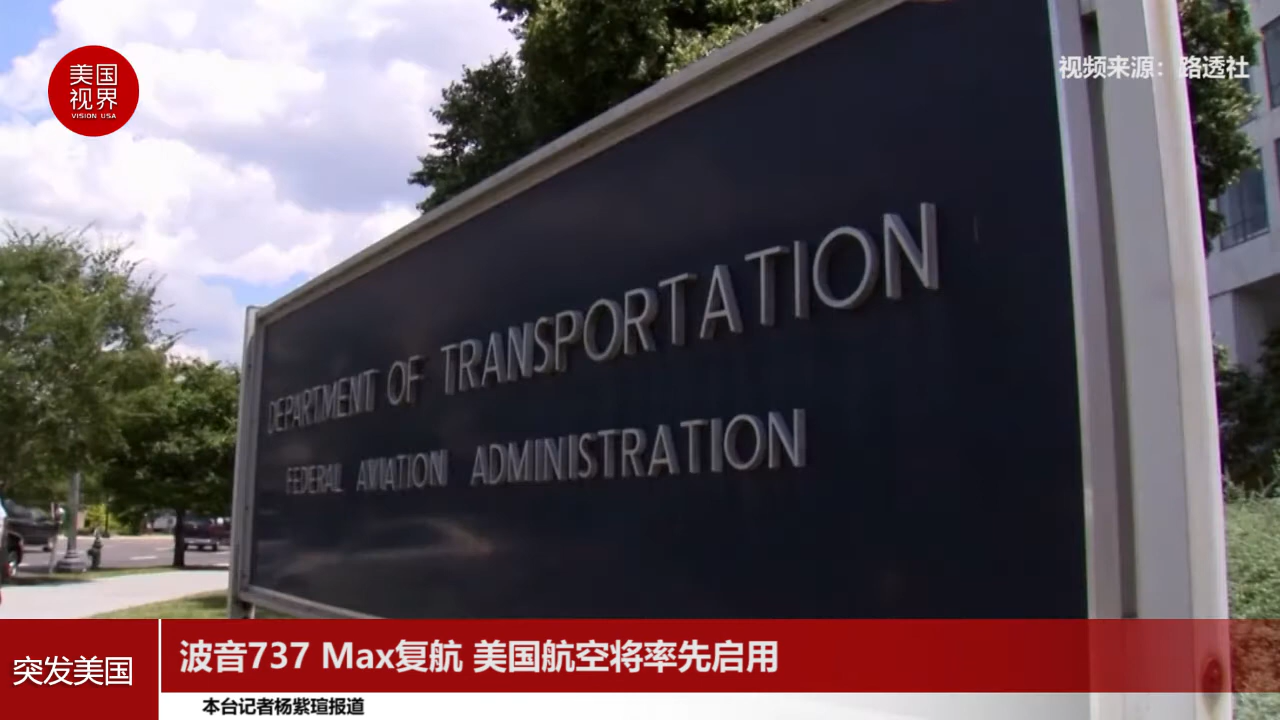 美国
视界
VISION USA
视频来源：路透社
DEPARTMENT OF TRANSPORTATION
FEDERAL AVIATION ADMINISTRATION
突发美国
波音737 Max复航 美国航空将率先启用
本台记者杨紫瑄报道